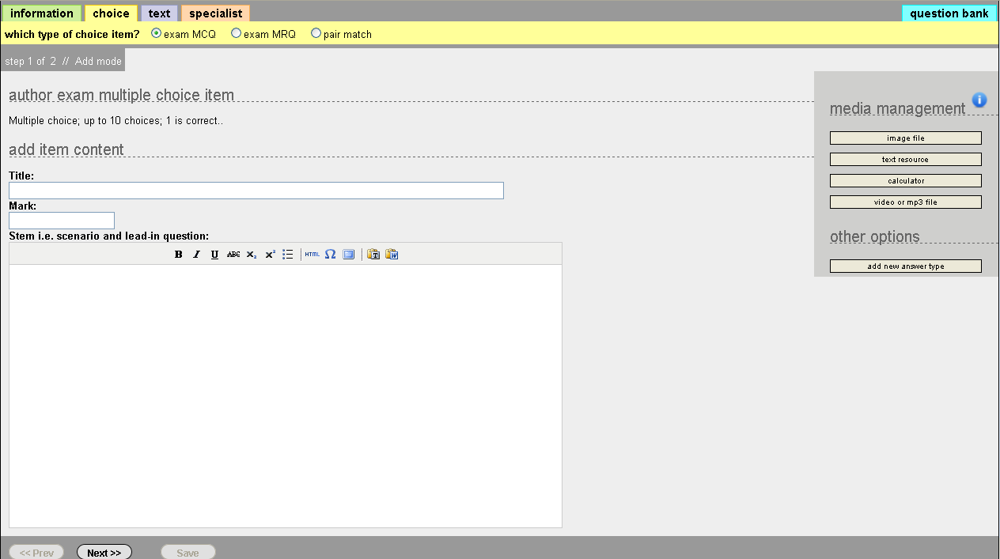 information choice text specialist question bank
which type of choice item? exam MCQ exam MRQ pair match
step 1 of 2 // Add mode
author exam multiple choice item
Multiple choice; up to 10 choices; 1 is correct..
add item content
Title:
Mark:
Stem i.e. scenario and lead-in question:
B I U ABC x₂ x² HTML Ω T W
media management i
image file
text resource
calculator
video or mp3 file
other options
add new answer type
<< Prev Next >> Save